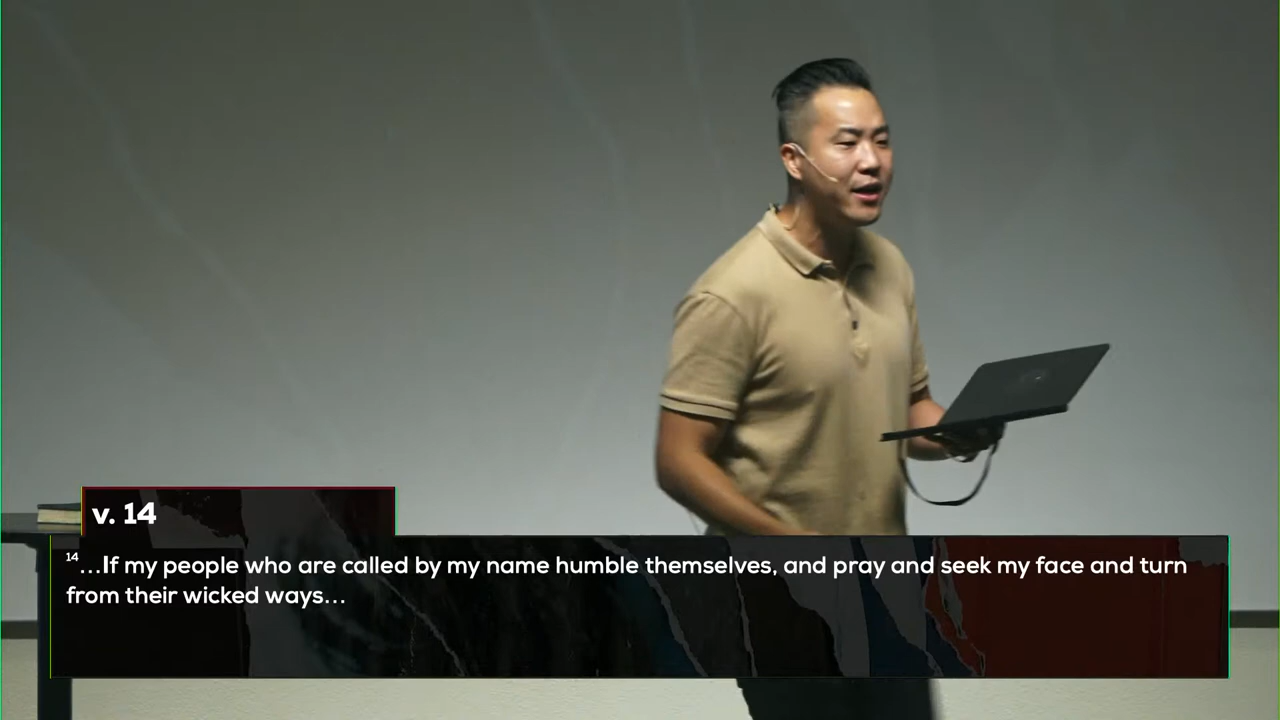 v. 14
14...If my people who are called by my name humble themselves, and pray and seek my face and turn
from their wicked ways...